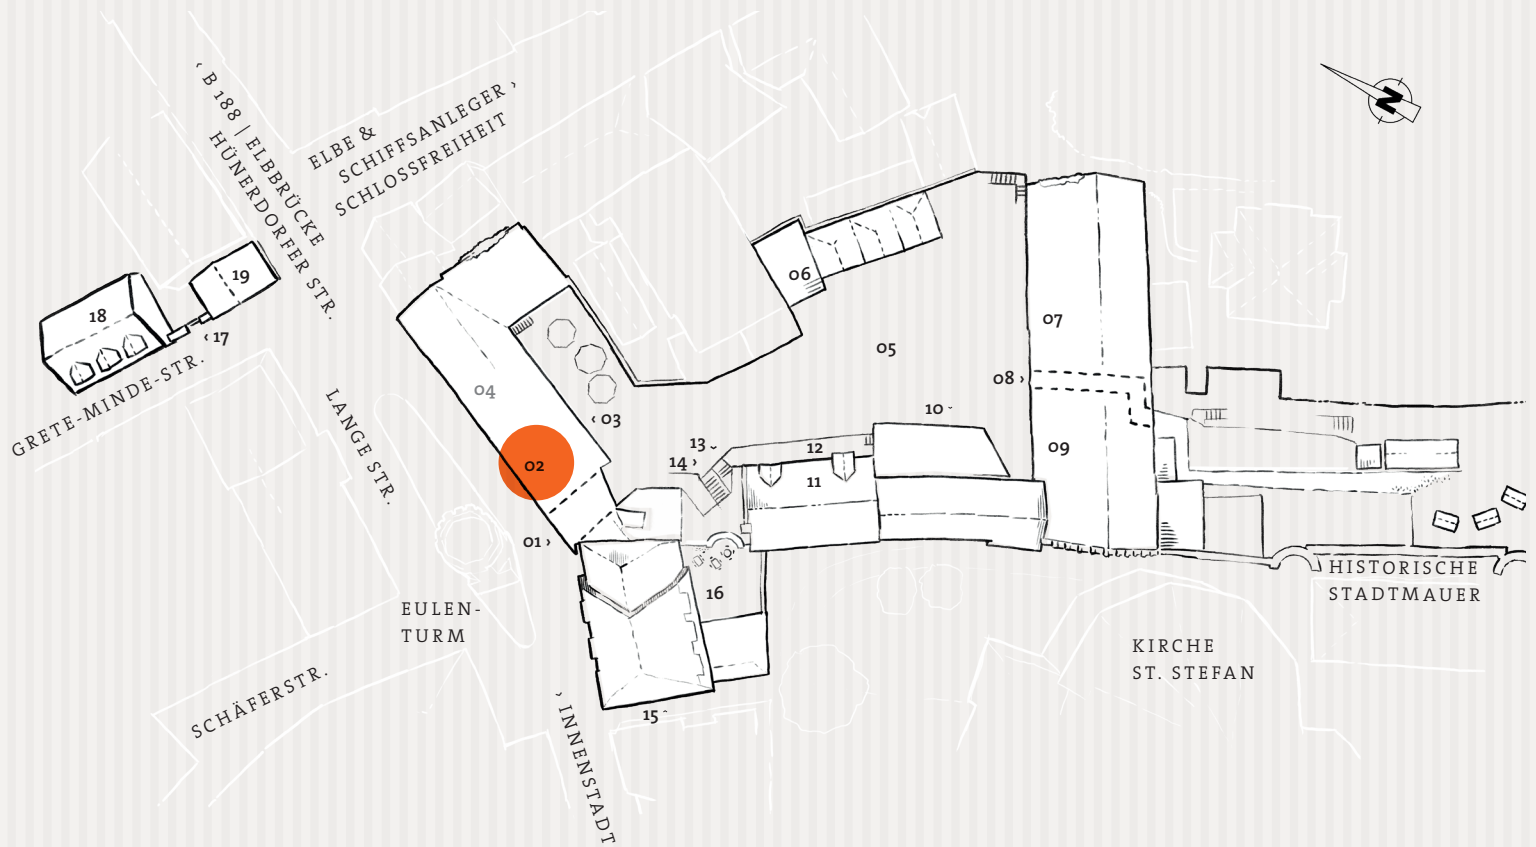 ‹ B 188 | ELBBRÜCKE
HÜNERDORFER STR.
ELBE &
SCHIFFSANLEGER ›
SCHLOSSFREIHEIT
N
19
18
‹ 17
GRETE-MINDE-STR.
LANGE STR.
04
‹ 03
02
01 ›
06
05
07
08 ›
09
10 ˇ
13 ˇ
14 ›
12
11
16
15 ˆ
EULEN-
TURM
SCHÄFERSTR.
› INNENSTADT
KIRCHE
ST. STEFAN
HISTORISCHE
STADTMAUER